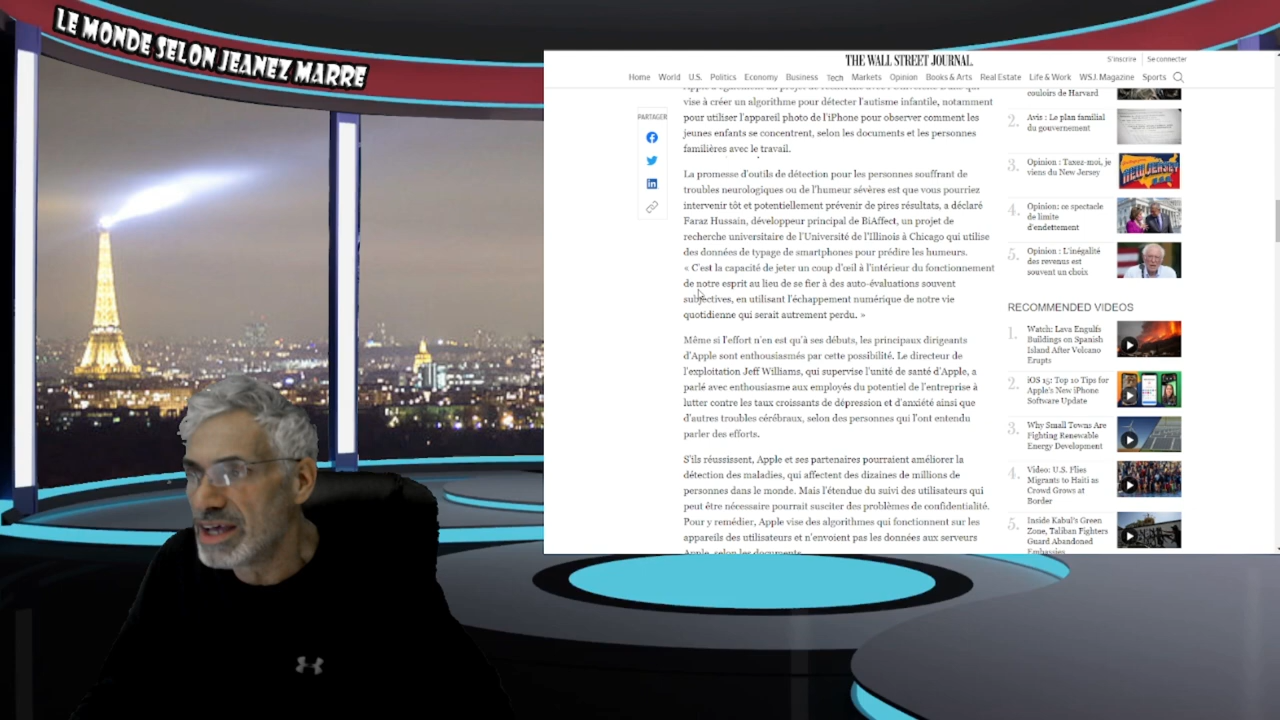 LE MONDE SELON JEANEZ MARRE
THE WALL STREET JOURNAL.
S'inscrire
Se connecter
Home World U.S. Politics Economy Business Tech Markets Opinion Books & Arts Real Estate Life & Work WSJ. Magazine Sports
PARTAGER
vise à créer un algorithme pour détecter l'autisme infantile, notamment
pour utiliser l'appareil photo de l'iPhone pour observer comment les
jeunes enfants se concentrent, selon les documents et les personnes
familières avec le travail.
La promesse d'outils de détection pour les personnes souffrant de
troubles neurologiques ou de l'humeur sévères est que vous pourriez
intervenir tôt et potentiellement prévenir de pires résultats, a déclaré
Faraz Hussain, développeur principal de BiAffect, un projet de
recherche universitaire de l'Université de l'Illinois à Chicago qui utilise
des données de typage de smartphones pour prédire les humeurs.
« C'est la capacité de jeter un coup d'œil à l'intérieur du fonctionnement
de notre esprit au lieu de se fier à des auto-évaluations souvent
subjectives, en utilisant l'échappement numérique de notre vie
quotidienne qui serait autrement perdu. »
Même si l'effort n'en est qu'à ses débuts, les principaux dirigeants
d'Apple sont enthousiasmés par cette possibilité. Le directeur de
l'exploitation Jeff Williams, qui supervise l'unité de santé d'Apple, a
parlé avec enthousiasme aux employés du potentiel de l'entreprise à
lutter contre les taux croissants de dépression et d'anxiété ainsi que
d'autres troubles cérébraux, selon des personnes qui l'ont entendu
parler des efforts.
S'ils réussissent, Apple et ses partenaires pourraient améliorer la
détection des maladies, qui affectent des dizaines de millions de
personnes dans le monde. Mais l'étendue du suivi des utilisateurs qui
peut être nécessaire pourrait susciter des problèmes de confidentialité.
Pour y remédier, Apple vise des algorithmes qui fonctionnent sur les
appareils des utilisateurs et n'envoient pas les données aux serveurs
Apple, selon les documents.
couloirs de Harvard
2. Avis : Le plan familial
du gouvernement
3. Opinion : Taxez-moi, je
viens du New Jersey
NEW JERSEY
4. Opinion: ce spectacle
de limite
d'endettement
5. Opinion : L'inégalité
des revenus est
souvent un choix
RECOMMENDED VIDEOS
1. Watch: Lava Engulfs
Buildings on Spanish
Island After Volcano
Erupts
2. iOS 15: Top 10 Tips for
Apple's New iPhone
Software Update
3. Why Small Towns Are
Fighting Renewable
Energy Development
4. Video: U.S. Flies
Migrants to Haiti as
Crowd Grows at
Border
5. Inside Kabul's Green
Zone, Taliban Fighters
Guard Abandoned
Embassies